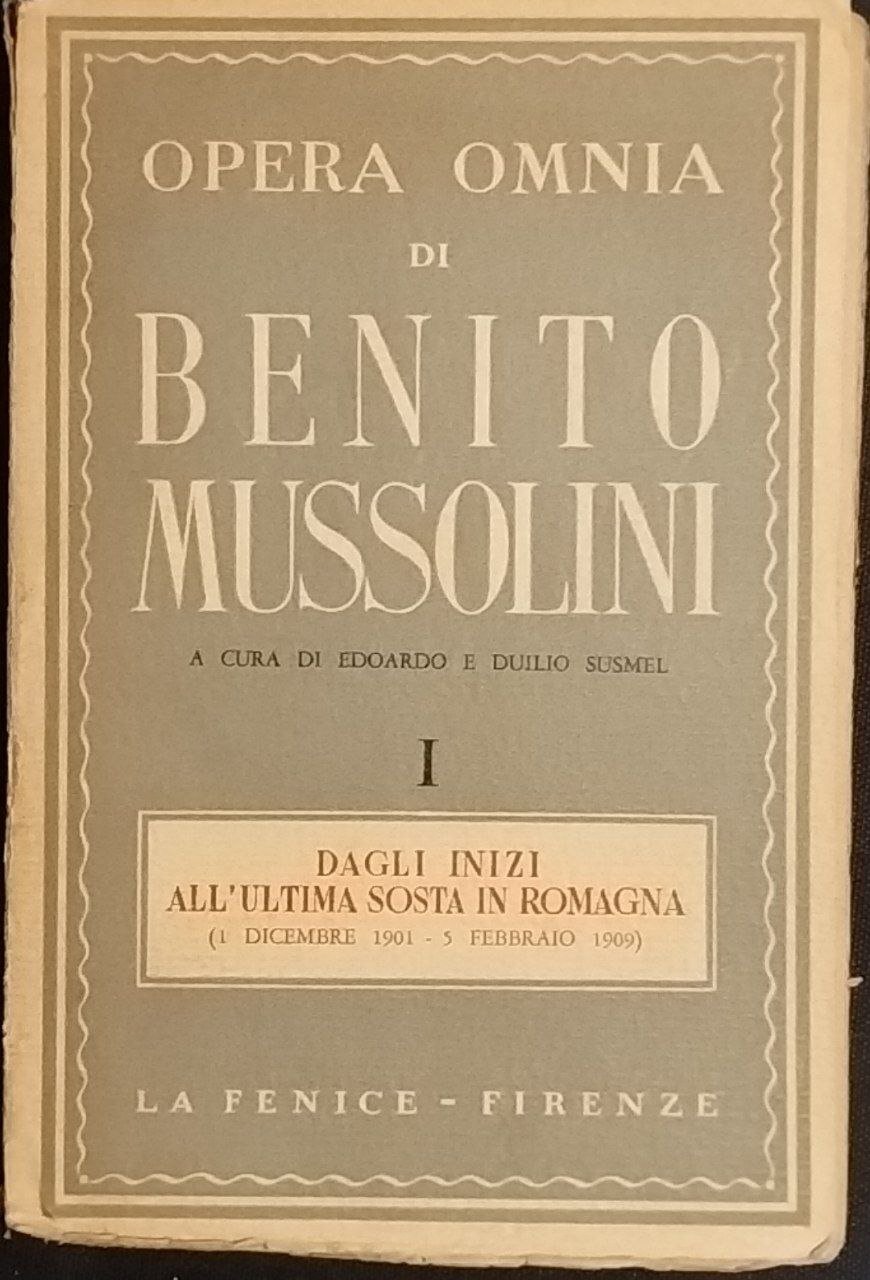 OPERA OMNIA
DI
BENITO
MUSSOLINI
A CURA DI EDOARDO E DUILIO SUSMEL
I
DAGLI INIZI
ALL'ULTIMA SOSTA IN ROMAGNA
(1 DICEMBRE 1901 - 5 FEBBRAIO 1909)
LA FENICE - FIRENZE